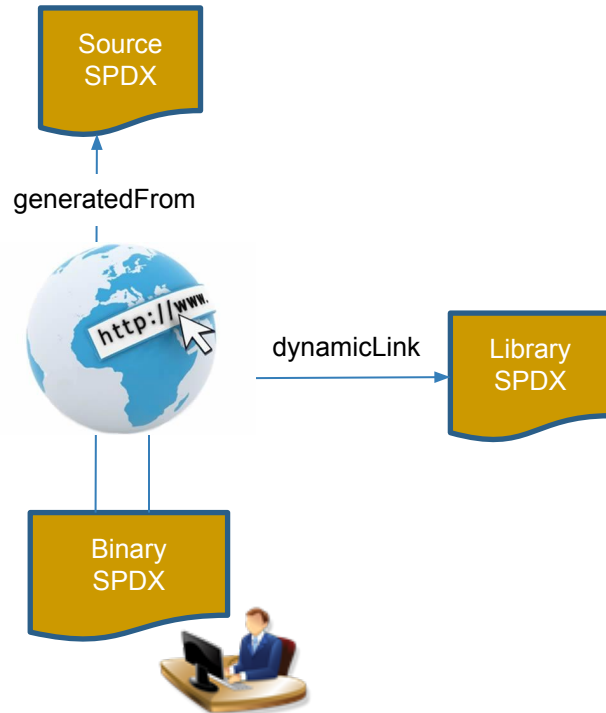 Source
SPDX
generatedFrom
http://www.
dynamicLink
Library
SPDX
Binary
SPDX